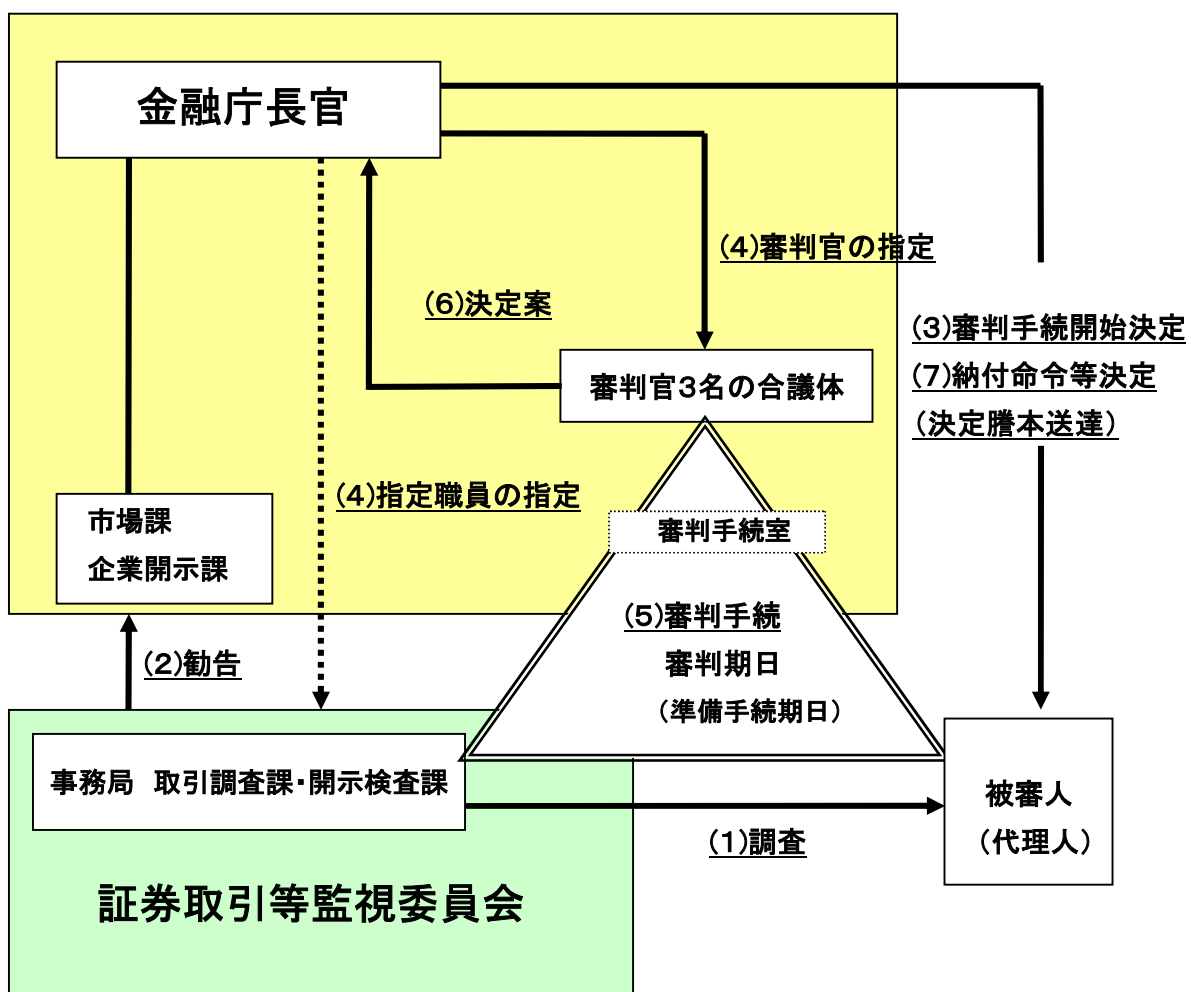 金融庁長官
(4)審判官の指定
(6)決定案
(3)審判手続開始決定
(7)納付命令等決定
(決定謄本送達)
審判官3名の合議体
(4)指定職員の指定
市場課
企業開示課
審判手続室
(5)審判手続
審判期日
(準備手続期日)
(2)勧告
事務局 取引調査課・開示検査課
被審人
(代理人)
(1)調査
証券取引等監視委員会